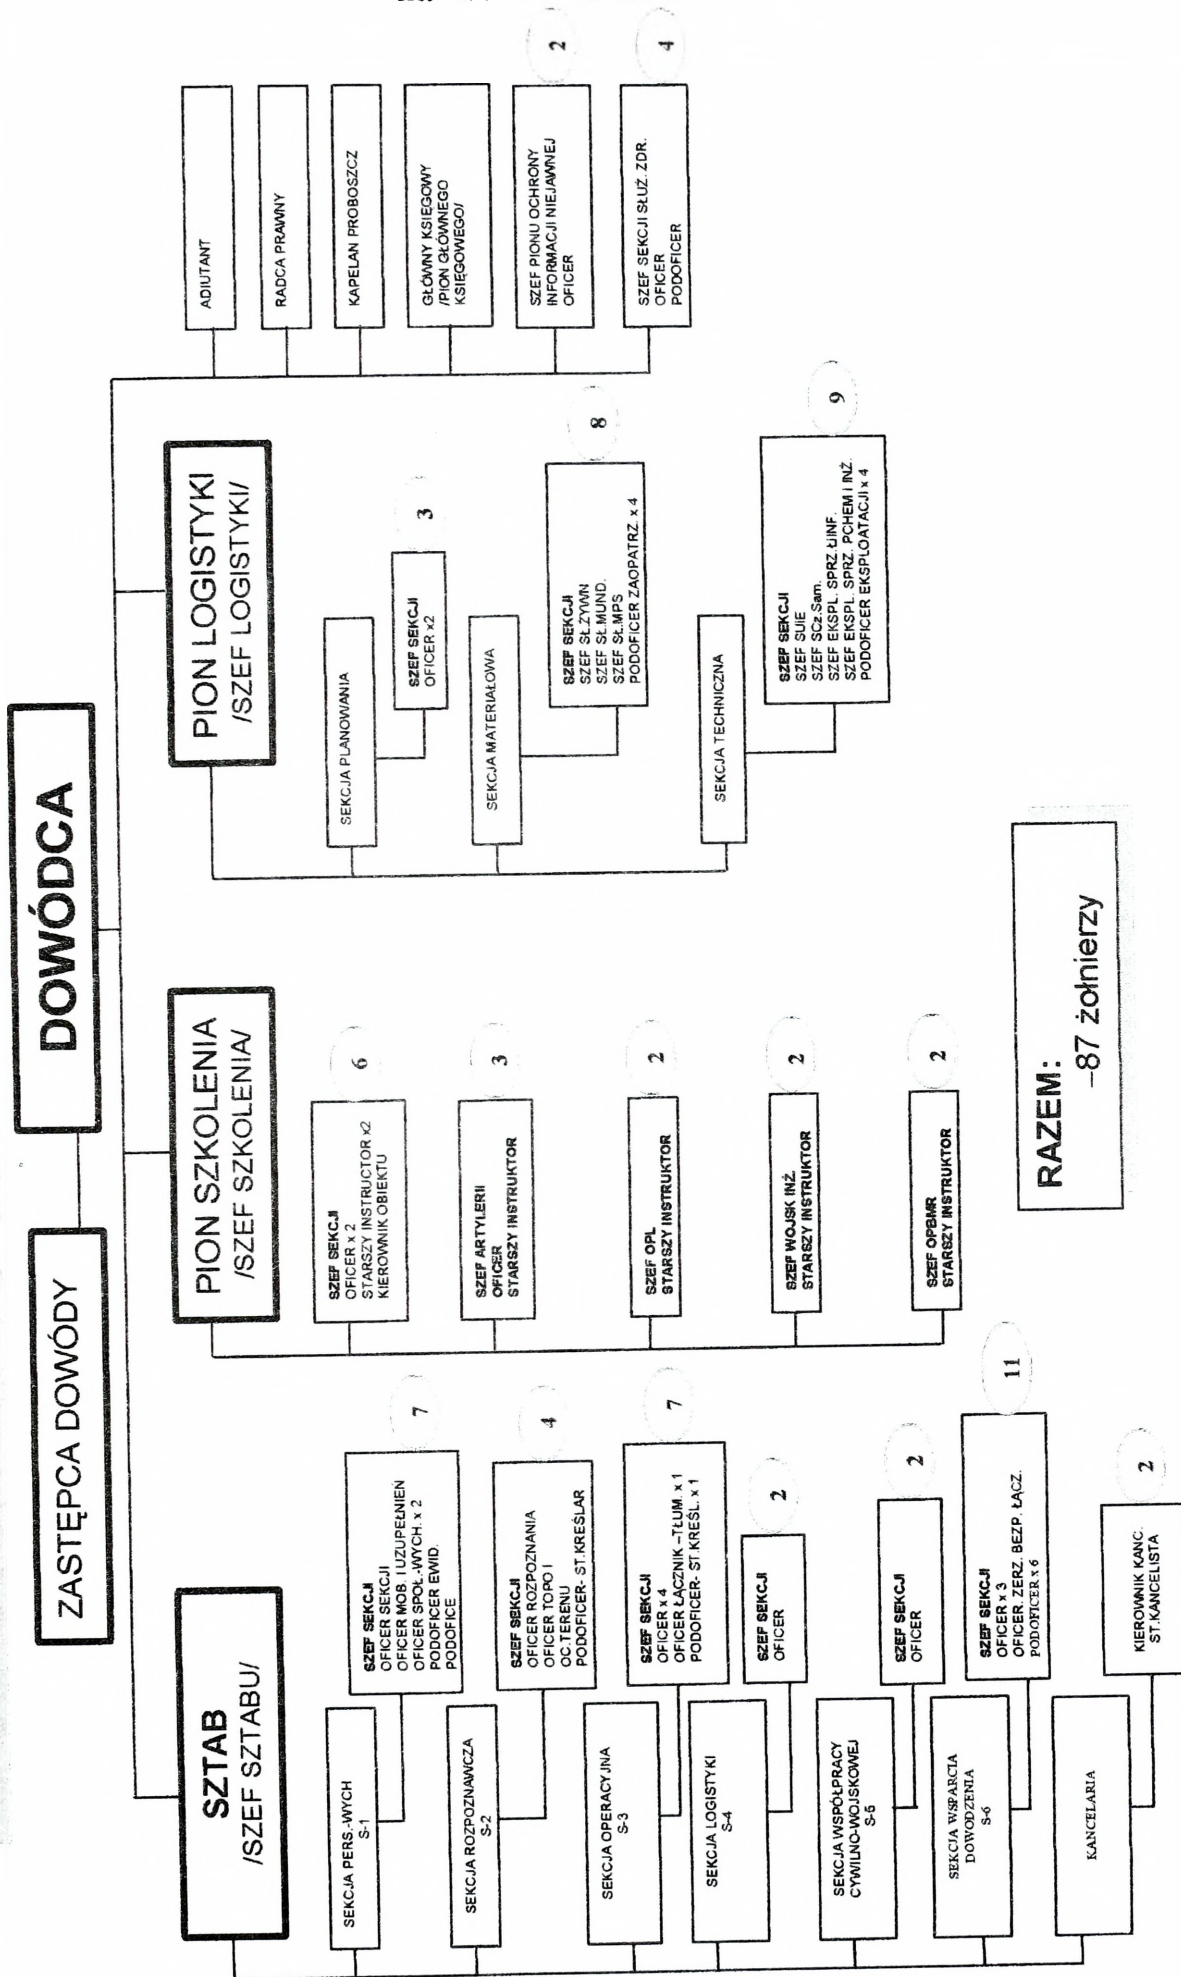 DOWÓDCA
ZASTĘPCA DOWÓDY
SZTAB
/SZEF SZTABU/
SEKCJA PERS.-WYCH
S-1
SZEF SEKCJI
OFICER SEKCJI
OFICER MOB. I UZUPEŁNIEŃ
OFICER SPOŁ.-WYCH. x 2
PODOFICER EWID.
PODOFICE
7
SEKCJA ROZPOZNAWCZA
S-2
SZEF SEKCJI
OFICER ROZPOZNANIA
OFICER TOPO I
OC.TERENU
PODOFICER- ST.KREŚLAR
4
SEKCJA OPERACYJNA
S-3
SZEF SEKCJI
OFICER x 4
OFICER ŁĄCZNIK –TŁUM. x 1
PODOFICER- ST.KREŚL. x 1
7
SEKCJA LOGISTYKI
S-4
SZEF SEKCJI
OFICER
2
SEKCJA WSPÓŁPRACY
CYWILNO-WOJSKOWEJ
S-5
SZEF SEKCJI
OFICER
2
SEKCJA WSPARCIA
DOWODZENIA
S-6
SZEF SEKCJI
OFICER x 3
OFICER. ZERZ. BEZP. ŁĄCZ.
PODOFICER x 6
11
KANCELARIA
KIEROWNIK KANC.
ST.KANCELISTA
2
PION SZKOLENIA
/SZEF SZKOLENIA/
SZEF SEKCJI
OFICER x 2
STARSZY INSTRUCTOR x2
KIEROWNIK OBIEKTU
6
SZEF ARTYLERII
OFICER
STARSZY INSTRUKTOR
3
SZEF OPL
STARSZY INSTRUKTOR
2
SZEF WOJSK INŻ.
STARSZY INSTRUKTOR
2
SZEF OPBMR
STARSZY INSTRUKTOR
2
PION LOGISTYKI
/SZEF LOGISTYKI/
SEKCJA PLANOWANIA
SZEF SEKCJI
OFICER x2
3
SEKCJA MATERIAŁOWA
SZEF SEKCJI
SZEF SŁ.ŻYWN
SZEF SŁ.MUND.
SZEF SŁ.MPS
PODOFICER ZAOPATRZ. x 4
8
SEKCJA TECHNICZNA
SZEF SEKCJI
SZEF SUIE
SZEF SCz.Sam.
SZEF EKSPL. SPRZ.ŁIINF.
SZEF EKSPL. SPRZ. PCHEM I INŻ.
PODOFICER EKSPLOATACJI x 4
9
ADIUTANT
RADCA PRAWNY
KAPELAN PROBOSZCZ
GŁÓWNY KSIĘGOWY
/PION GŁÓWNEGO
KSIĘGOWEGO/
SZEF PIONU OCHRONY
INFORMACJI NIEJAWNEJ
OFICER
2
SZEF SEKCJI SŁUŻ. ZDR.
OFICER
PODOFICER
4
RAZEM:
–87 żołnierzy